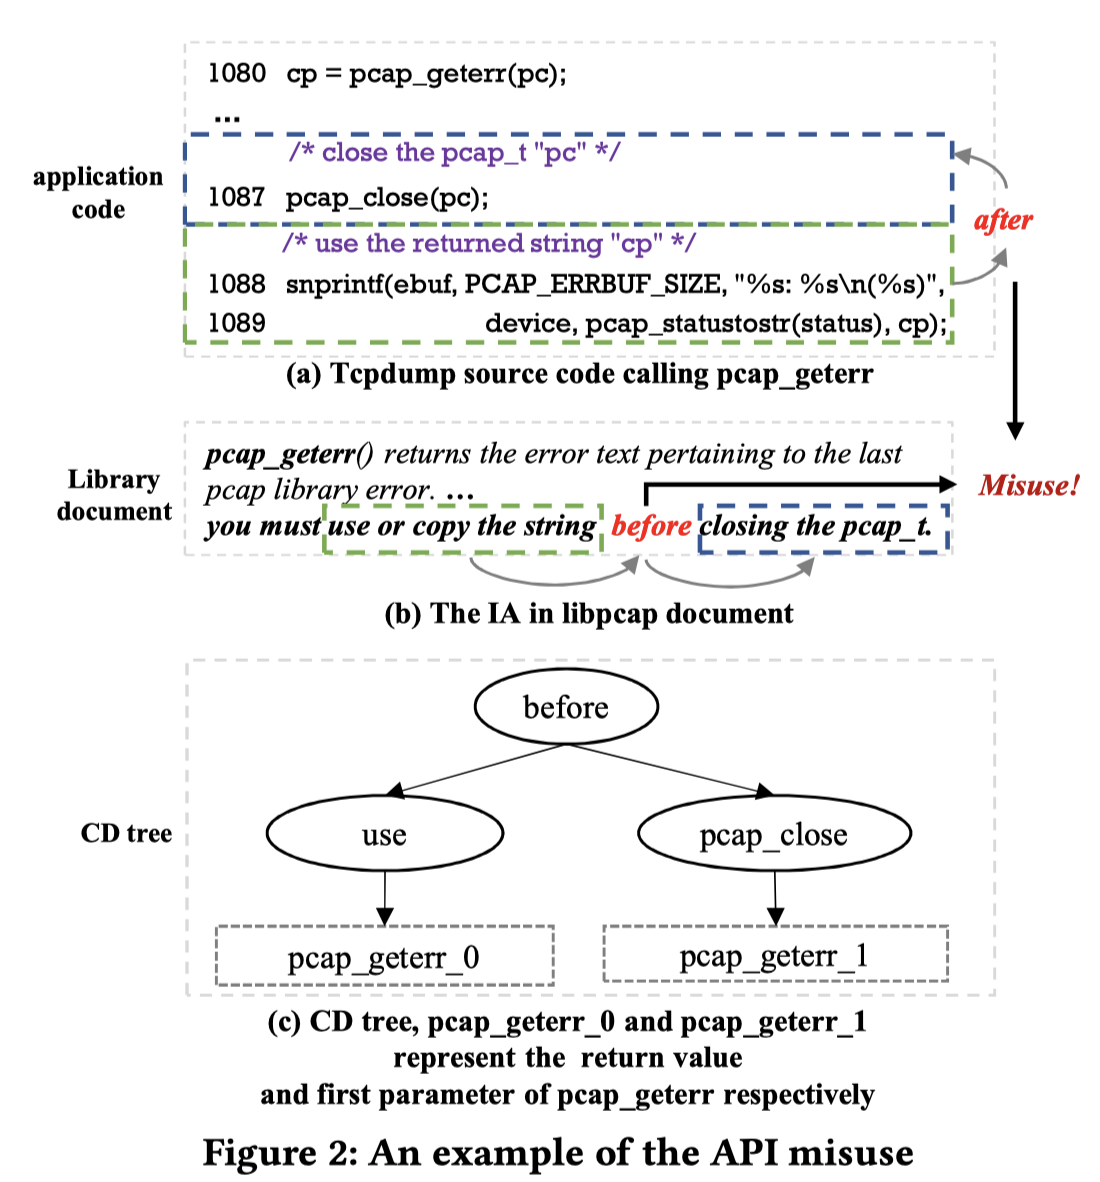 1080 cp = pcap_geterr(pc);
...
/* close the pcap_t "pc" */
application
code
1087 pcap_close(pc);
after
/* use the returned string "cp" */
1088 snprintf(ebuf, PCAP_ERRBUF_SIZE, "%s: %s\n(%s)",
1089 device, pcap_statustostr(status), cp);
(a) Tcpdump source code calling pcap_geterr
Library
document
pcap_geterr() returns the error text pertaining to the last
pcap library error. ...
you must use or copy the string before closing the pcap_t.
Misuse!
(b) The IA in libpcap document
CD tree
before
use
pcap_close
pcap_geterr_0
pcap_geterr_1
(c) CD tree, pcap_geterr_0 and pcap_geterr_1
represent the return value
and first parameter of pcap_geterr respectively
Figure 2: An example of the API misuse